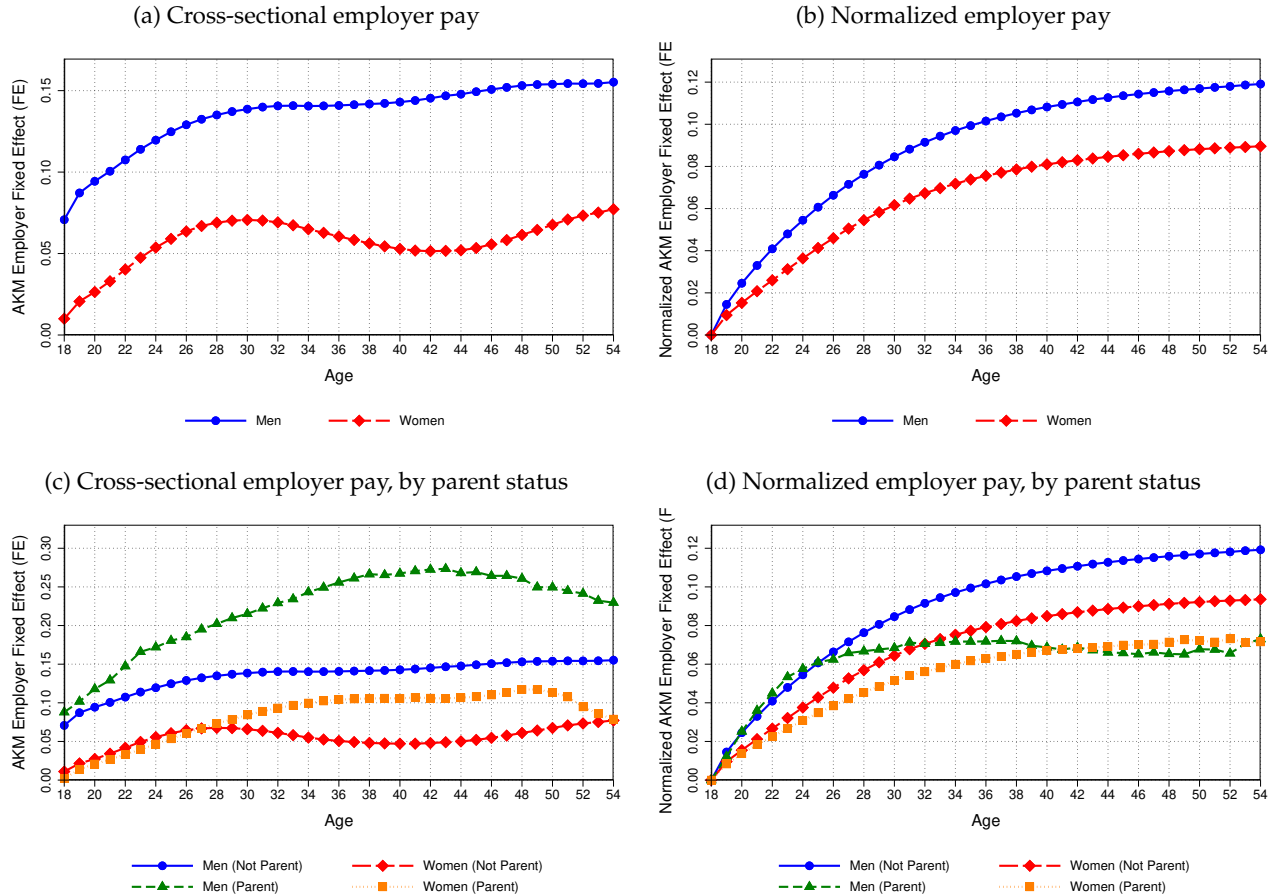 (a) Cross-sectional employer pay
AKM Employer Fixed Effect (FE)
0.15
0.10
0.05
0.00
18 20 22 24 26 28 30 32 34 36 38 40 42 44 46 48 50 52 54
Age
Men Women
(b) Normalized employer pay
Normalized AKM Employer Fixed Effect (FE
0.12
0.10
0.08
0.06
0.04
0.02
0.00
18 20 22 24 26 28 30 32 34 36 38 40 42 44 46 48 50 52 54
Age
Men Women
(c) Cross-sectional employer pay, by parent status
AKM Employer Fixed Effect (FE)
0.30
0.25
0.20
0.15
0.10
0.05
0.00
18 20 22 24 26 28 30 32 34 36 38 40 42 44 46 48 50 52 54
Age
Men (Not Parent) Women (Not Parent)
Men (Parent) Women (Parent)
(d) Normalized employer pay, by parent status
Normalized AKM Employer Fixed Effect (F
0.12
0.10
0.08
0.06
0.04
0.02
0.00
18 20 22 24 26 28 30 32 34 36 38 40 42 44 46 48 50 52 54
Age
Men (Not Parent) Women (Not Parent)
Men (Parent) Women (Parent)